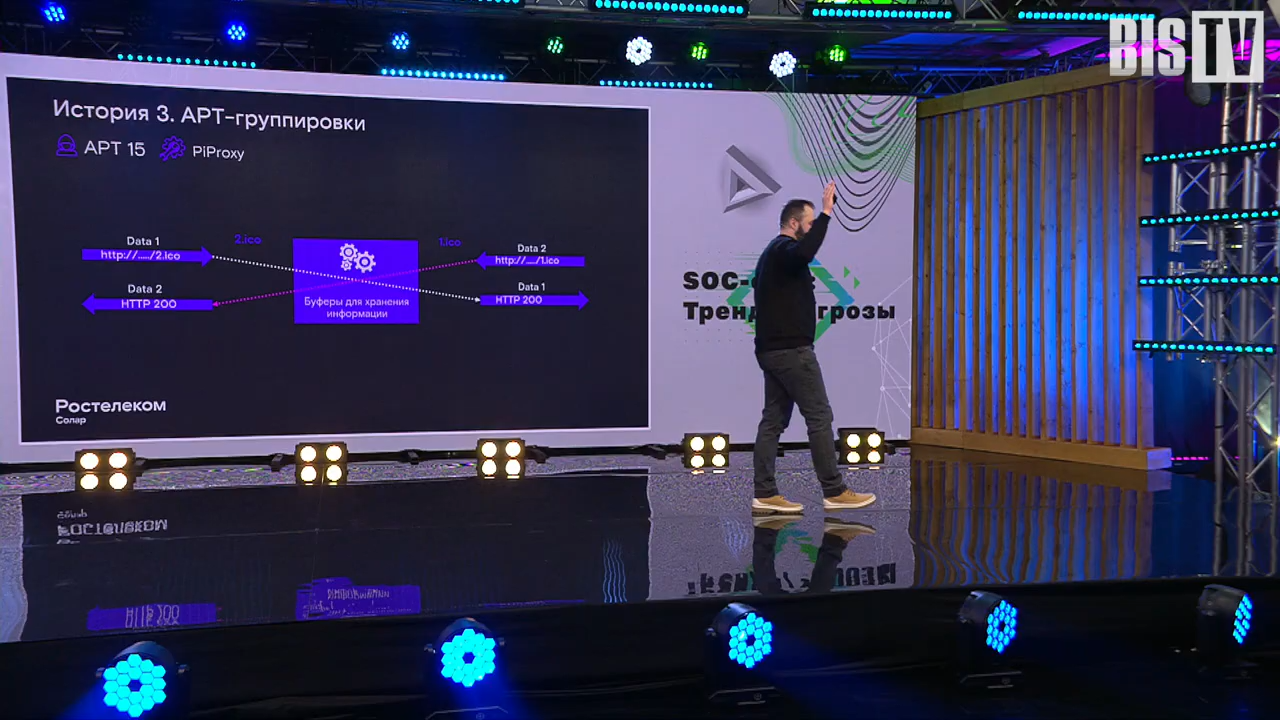 BIS TV
История 3. APT-группировки
APT 15
PiProxy
Data 1
2.ico
1.ico
Data 2
http://...../2.ico
http://..../1.ico
Data 2
Data 1
HTTP 200
HTTP 200
Буферы для хранения
информации
Ростелеком
Солар
SOC-
Тренд грозы